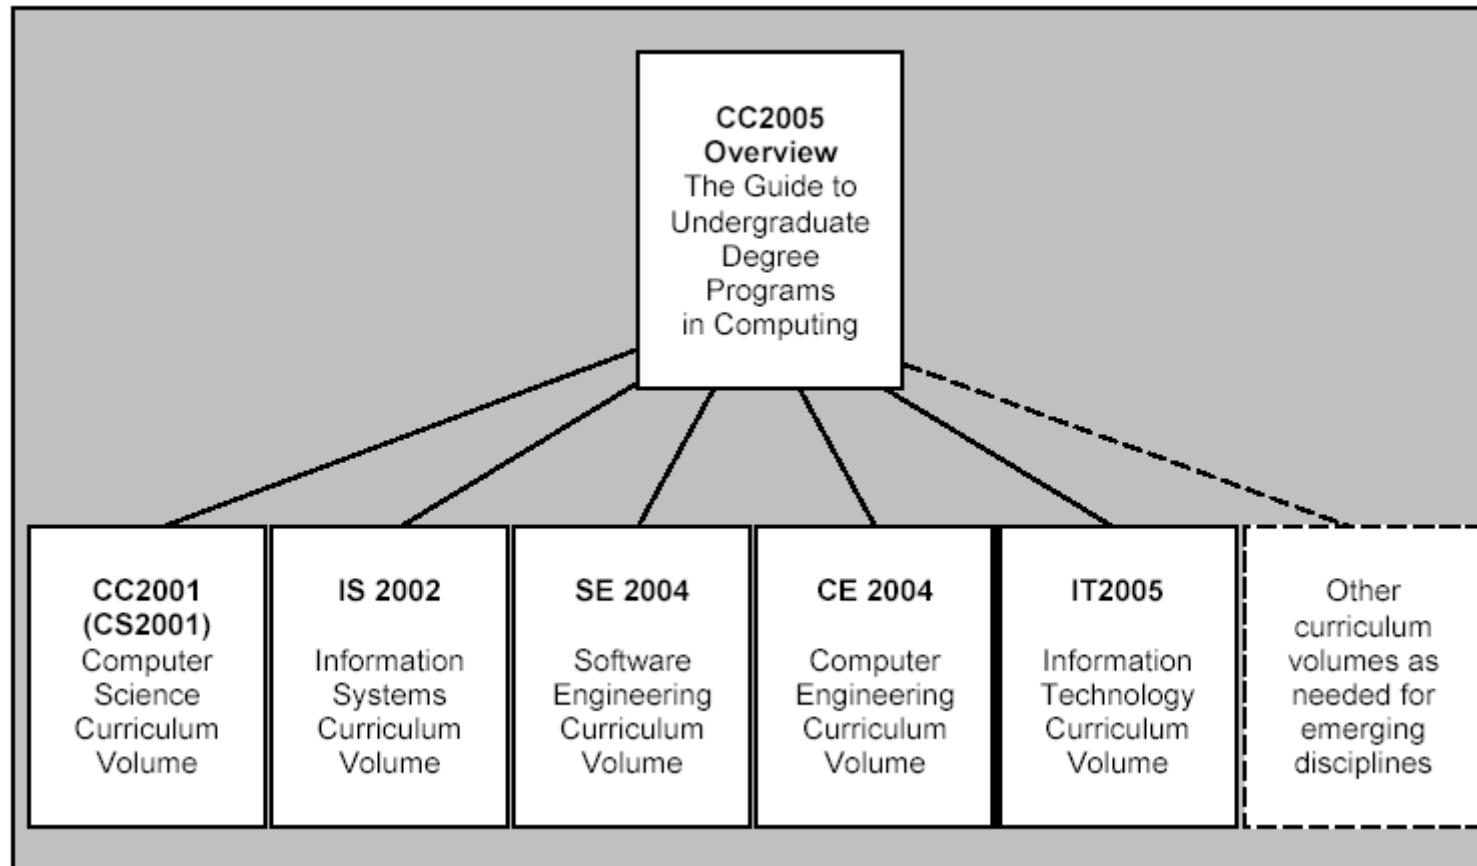 CC2005
Overview
The Guide to
Undergraduate
Degree
Programs
in Computing
CC2001
(CS2001)
Computer
Science
Curriculum
Volume
IS 2002
Information
Systems
Curriculum
Volume
SE 2004
Software
Engineering
Curriculum
Volume
CE 2004
Computer
Engineering
Curriculum
Volume
IT2005
Information
Technology
Curriculum
Volume
Other
curriculum
volumes as
needed for
emerging
disciplines